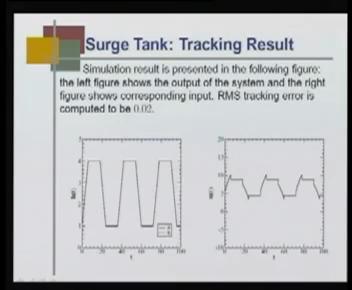 Surge Tank: Tracking Result
Simulation result is presented in the following figure:
the left figure shows the output of the system and the right
figure shows corresponding input. RMS tracking error is
computed to be 0.02.